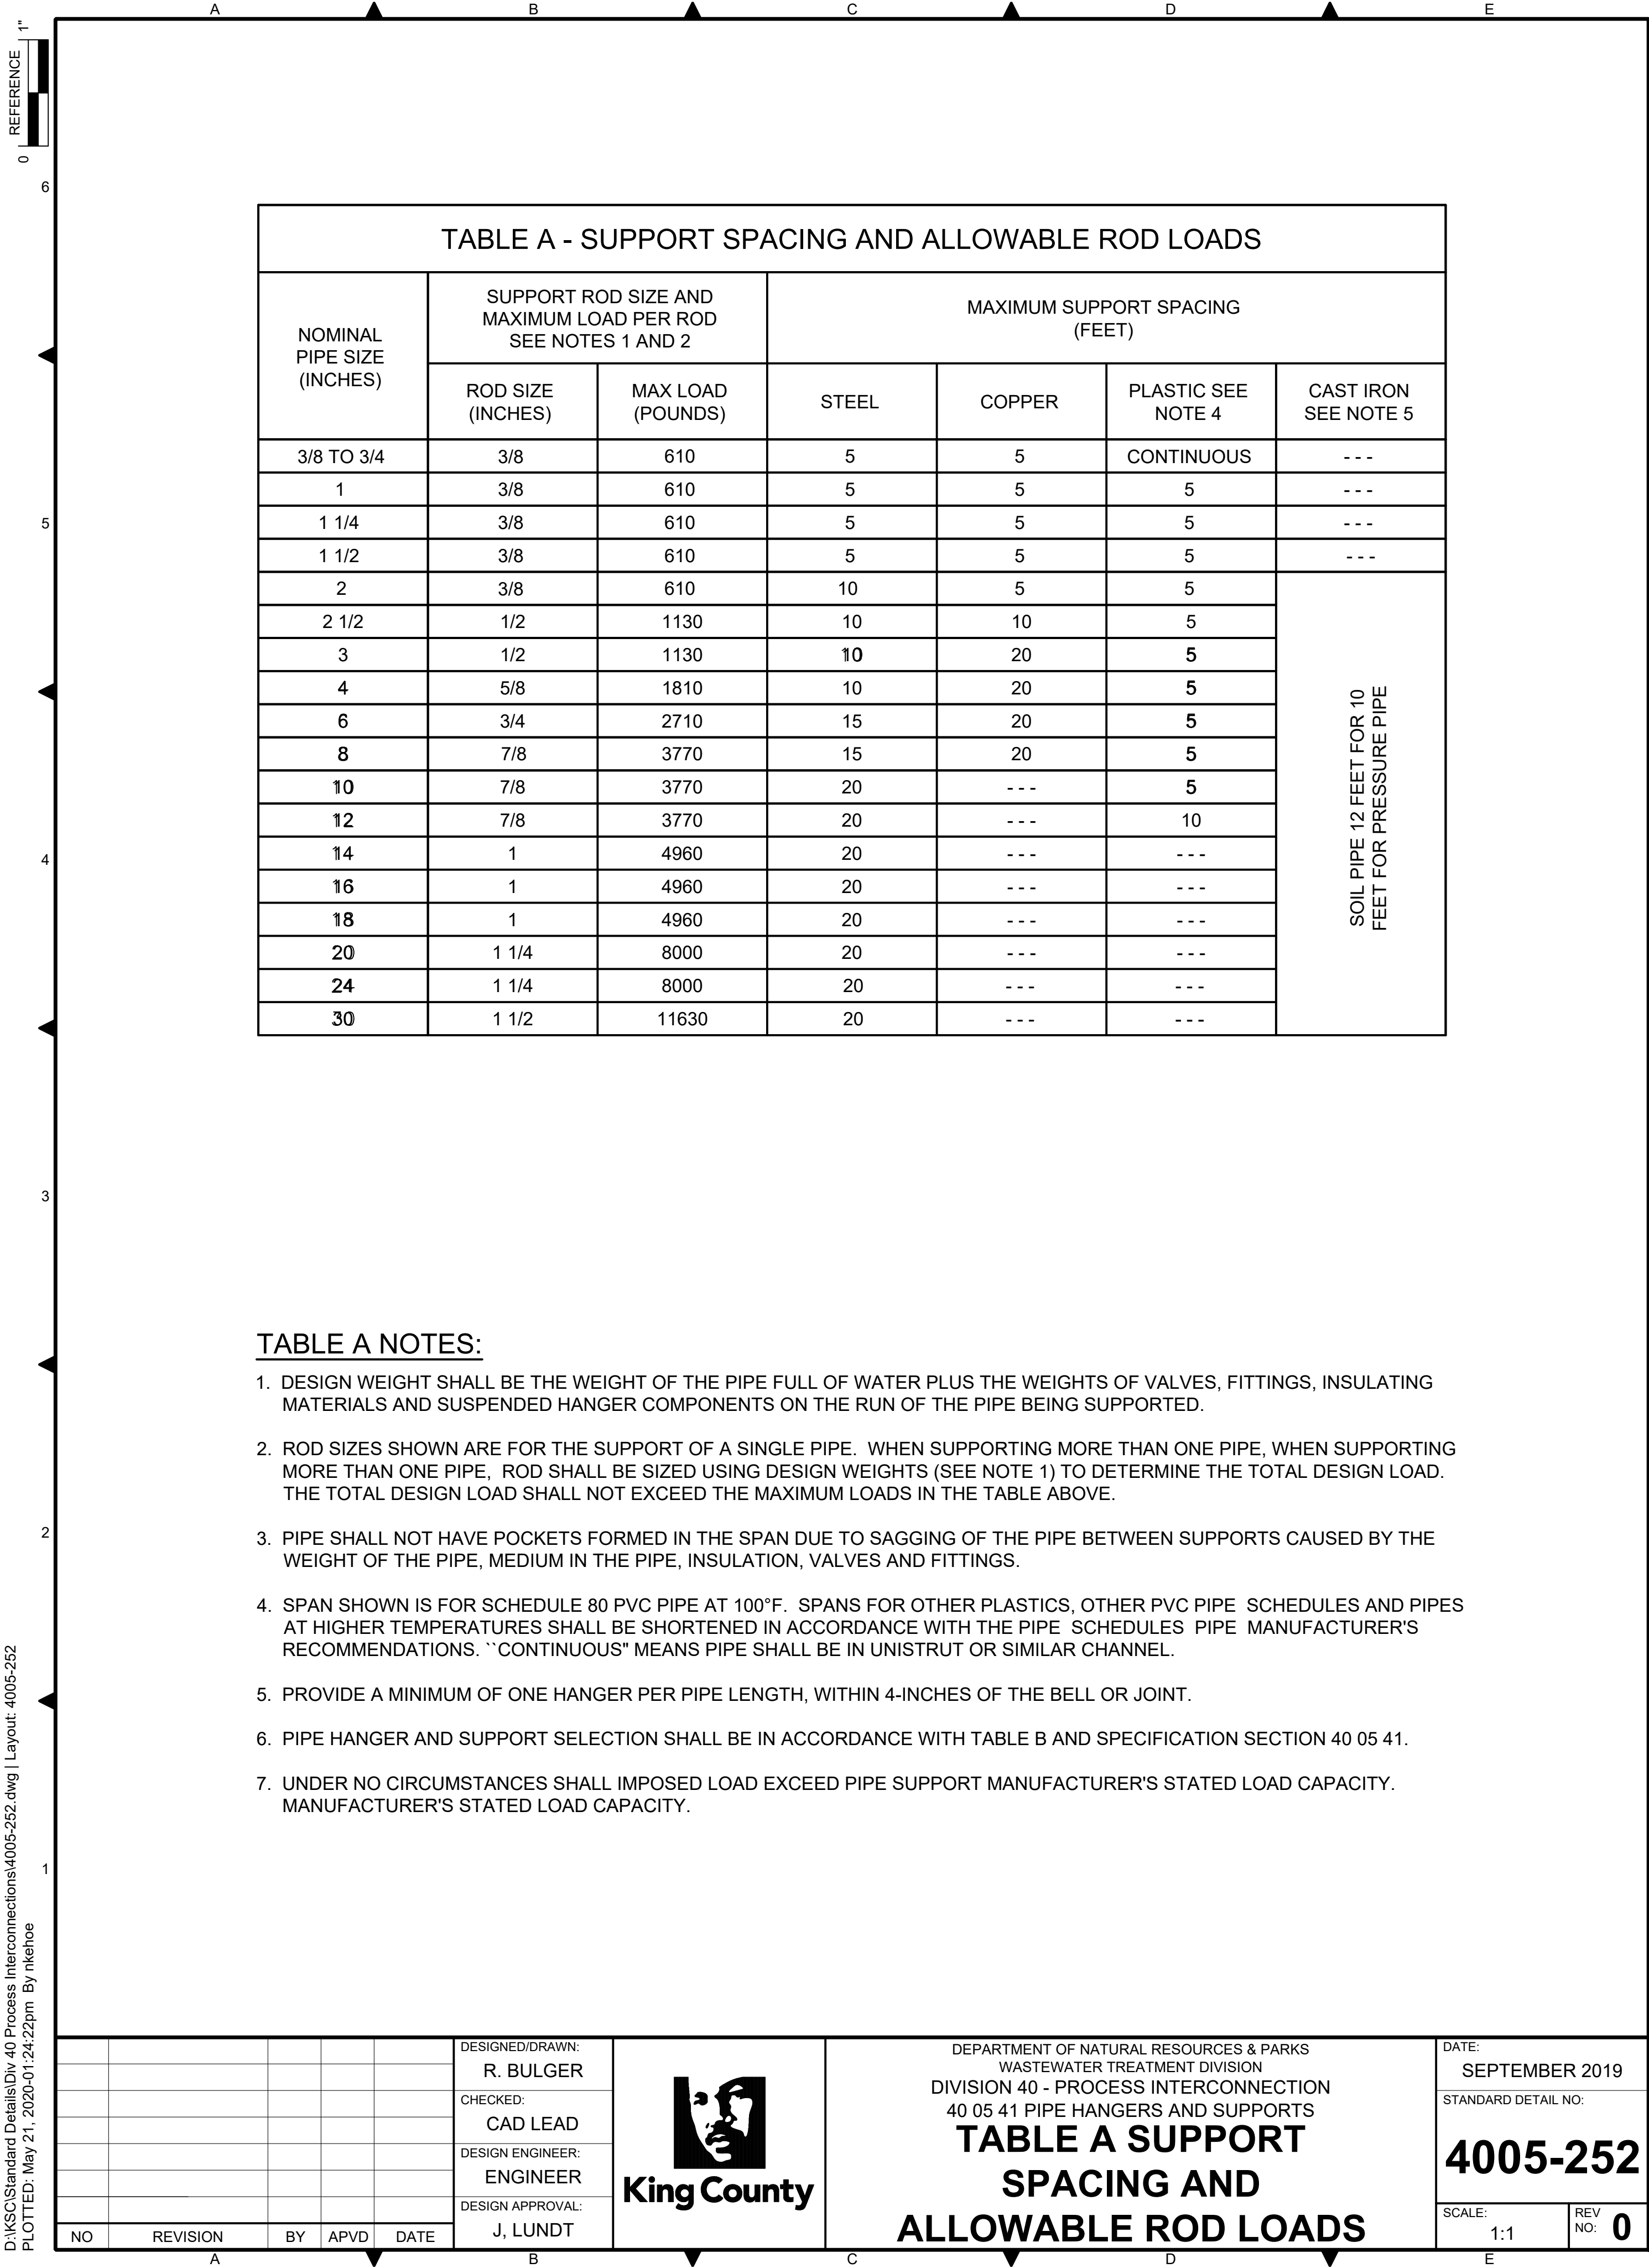 A B C D E
REFERENCE
0 1"
6
5
4
3
2
1
TABLE A - SUPPORT SPACING AND ALLOWABLE ROD LOADS
NOMINAL
PIPE SIZE
(INCHES)
SUPPORT ROD SIZE AND
MAXIMUM LOAD PER ROD
SEE NOTES 1 AND 2
MAXIMUM SUPPORT SPACING
(FEET)
ROD SIZE
(INCHES)
MAX LOAD
(POUNDS)
STEEL
COPPER
PLASTIC SEE
NOTE 4
CAST IRON
SEE NOTE 5
3/8 TO 3/4 3/8 610 5 5 CONTINUOUS - - -
1 3/8 610 5 5 5 - - -
1 1/4 3/8 610 5 5 5 - - -
1 1/2 3/8 610 5 5 5 - - -
2 3/8 610 10 5 5
2 1/2 1/2 1130 10 10 5
3 1/2 1130 10 20 5
4 5/8 1810 10 20 5
6 3/4 2710 15 20 5
8 7/8 3770 15 20 5
10 7/8 3770 20 - - - 5
12 7/8 3770 20 - - - 10
14 1 4960 20 - - - - - -
16 1 4960 20 - - - - - -
18 1 4960 20 - - - - - -
20 1 1/4 8000 20 - - - - - -
24 1 1/4 8000 20 - - - - - -
30 1 1/2 11630 20 - - - - - -
SOIL PIPE 12 FEET FOR 10
FEET FOR PRESSURE PIPE
TABLE A NOTES:
1. DESIGN WEIGHT SHALL BE THE WEIGHT OF THE PIPE FULL OF WATER PLUS THE WEIGHTS OF VALVES, FITTINGS, INSULATING
MATERIALS AND SUSPENDED HANGER COMPONENTS ON THE RUN OF THE PIPE BEING SUPPORTED.
2. ROD SIZES SHOWN ARE FOR THE SUPPORT OF A SINGLE PIPE. WHEN SUPPORTING MORE THAN ONE PIPE, WHEN SUPPORTING
MORE THAN ONE PIPE, ROD SHALL BE SIZED USING DESIGN WEIGHTS (SEE NOTE 1) TO DETERMINE THE TOTAL DESIGN LOAD.
THE TOTAL DESIGN LOAD SHALL NOT EXCEED THE MAXIMUM LOADS IN THE TABLE ABOVE.
3. PIPE SHALL NOT HAVE POCKETS FORMED IN THE SPAN DUE TO SAGGING OF THE PIPE BETWEEN SUPPORTS CAUSED BY THE
WEIGHT OF THE PIPE, MEDIUM IN THE PIPE, INSULATION, VALVES AND FITTINGS.
4. SPAN SHOWN IS FOR SCHEDULE 80 PVC PIPE AT 100°F. SPANS FOR OTHER PLASTICS, OTHER PVC PIPE SCHEDULES AND PIPES
AT HIGHER TEMPERATURES SHALL BE SHORTENED IN ACCORDANCE WITH THE PIPE SCHEDULES PIPE MANUFACTURER'S
RECOMMENDATIONS. ``CONTINUOUS" MEANS PIPE SHALL BE IN UNISTRUT OR SIMILAR CHANNEL.
5. PROVIDE A MINIMUM OF ONE HANGER PER PIPE LENGTH, WITHIN 4-INCHES OF THE BELL OR JOINT.
6. PIPE HANGER AND SUPPORT SELECTION SHALL BE IN ACCORDANCE WITH TABLE B AND SPECIFICATION SECTION 40 05 41.
7. UNDER NO CIRCUMSTANCES SHALL IMPOSED LOAD EXCEED PIPE SUPPORT MANUFACTURER'S STATED LOAD CAPACITY.
MANUFACTURER'S STATED LOAD CAPACITY.
D:\KSC\Standard Details\Div 40 Process Interconnections\4005-252.dwg | Layout: 4005-252
PLOTTED: May 21, 2020-01:24:22pm By nkehoe
NO REVISION BY APVD DATE
DESIGNED/DRAWN:
R. BULGER
CHECKED:
CAD LEAD
DESIGN ENGINEER:
ENGINEER
DESIGN APPROVAL:
J, LUNDT
King County
DEPARTMENT OF NATURAL RESOURCES & PARKS
WASTEWATER TREATMENT DIVISION
DIVISION 40 - PROCESS INTERCONNECTION
40 05 41 PIPE HANGERS AND SUPPORTS
TABLE A SUPPORT
SPACING AND
ALLOWABLE ROD LOADS
DATE:
SEPTEMBER 2019
STANDARD DETAIL NO:
4005-252
SCALE:
1:1
REV
NO: 0
A B C D E